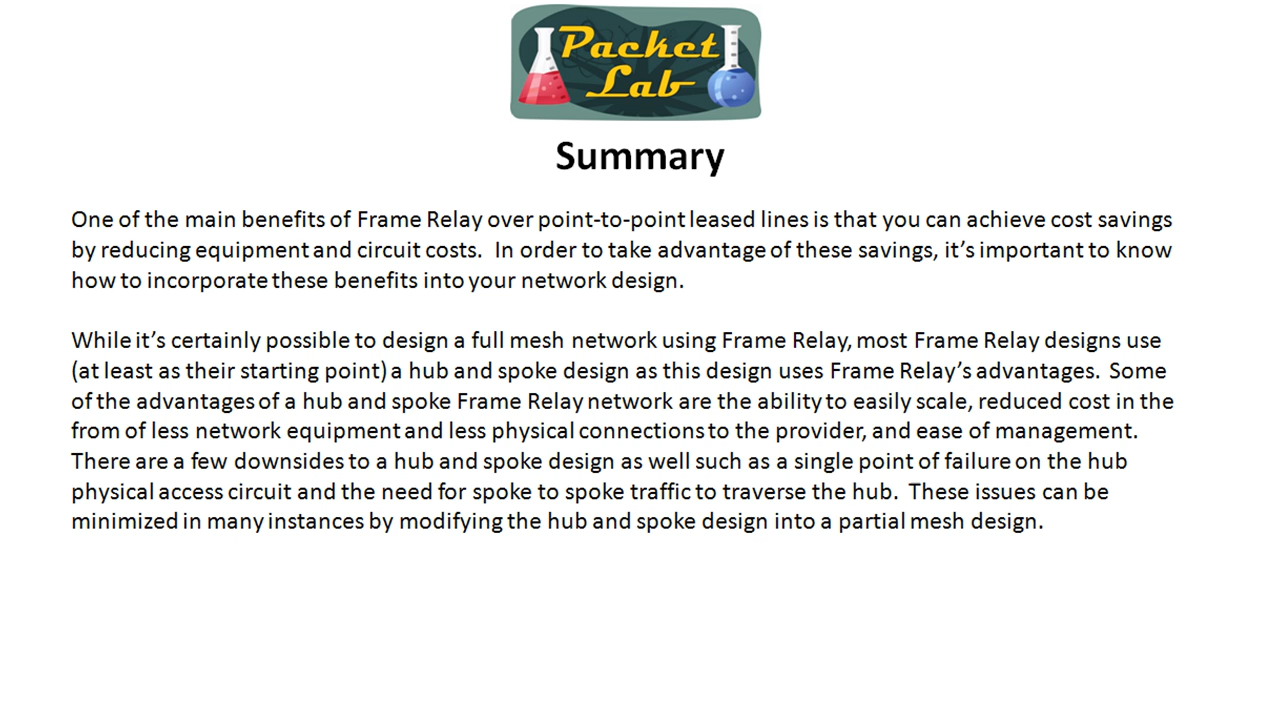 Packet
Lab
Summary
One of the main benefits of Frame Relay over point-to-point leased lines is that you can achieve cost savings
by reducing equipment and circuit costs.  In order to take advantage of these savings, it’s important to know
how to incorporate these benefits into your network design.
While it’s certainly possible to design a full mesh network using Frame Relay, most Frame Relay designs use
(at least as their starting point) a hub and spoke design as this design uses Frame Relay’s advantages.  Some
of the advantages of a hub and spoke Frame Relay network are the ability to easily scale, reduced cost in the
from of less network equipment and less physical connections to the provider, and ease of management.
There are a few downsides to a hub and spoke design as well such as a single point of failure on the hub
physical access circuit and the need for spoke to spoke traffic to traverse the hub.  These issues can be
minimized in many instances by modifying the hub and spoke design into a partial mesh design.